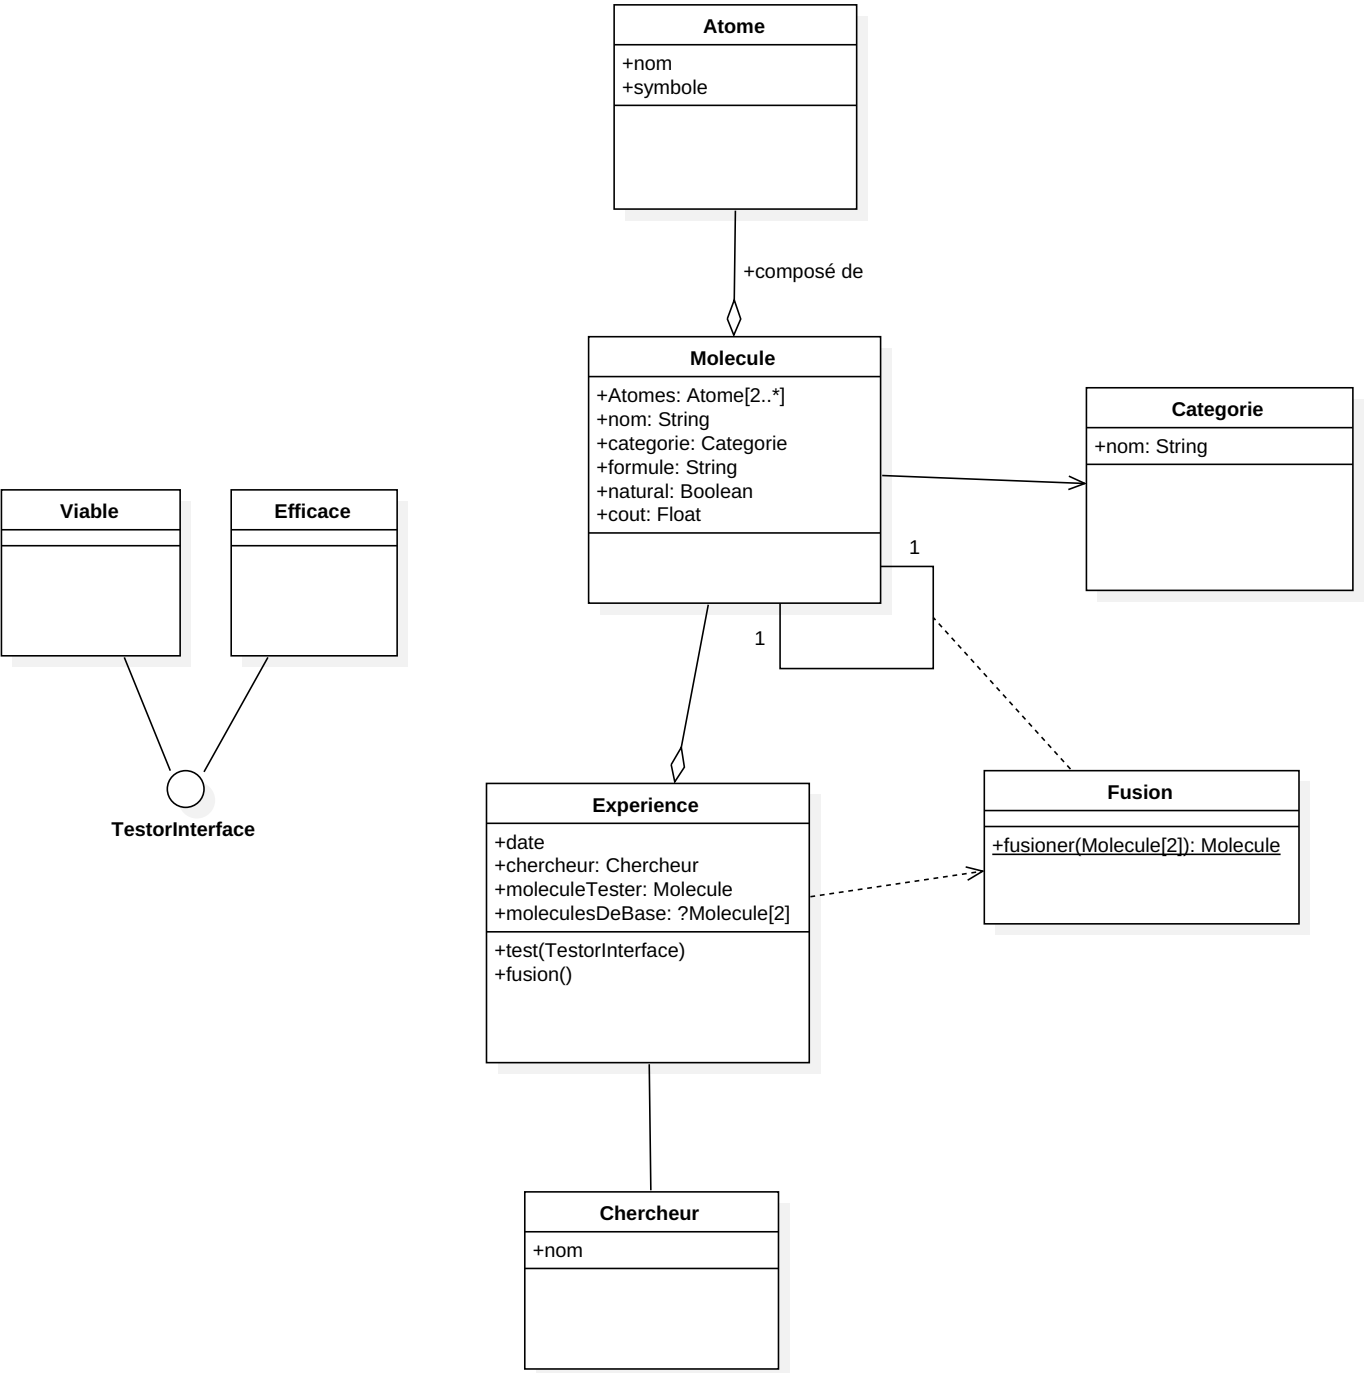 Atome
+nom
+symbole
+composé de
Molecule
+Atomes: Atome[2..*]
+nom: String
+categorie: Categorie
+formule: String
+natural: Boolean
+cout: Float
Categorie
+nom: String
Viable
Efficace
1
1
TestorInterface
Experience
+date
+chercheur: Chercheur
+moleculeTester: Molecule
+moleculesDeBase: ?Molecule[2]
+test(TestorInterface)
+fusion()
Fusion
+fusioner(Molecule[2]): Molecule
Chercheur
+nom